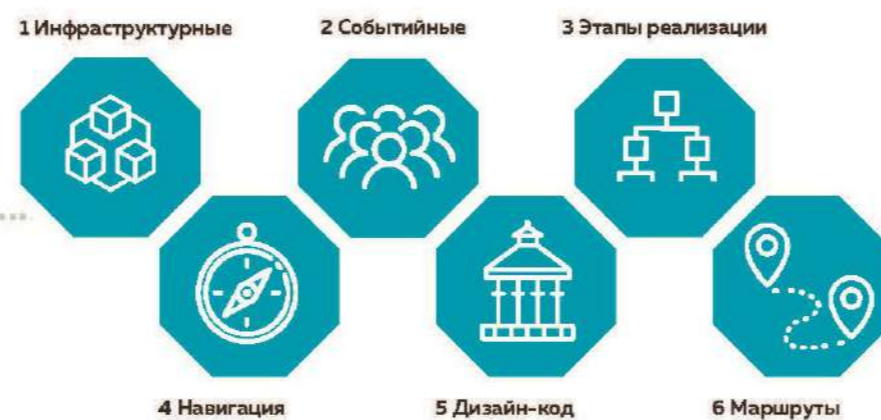 1 Инфраструктурные
2 Событийные
3 Этапы реализации
4 Навигация
5 Дизайн-код
6 Маршруты